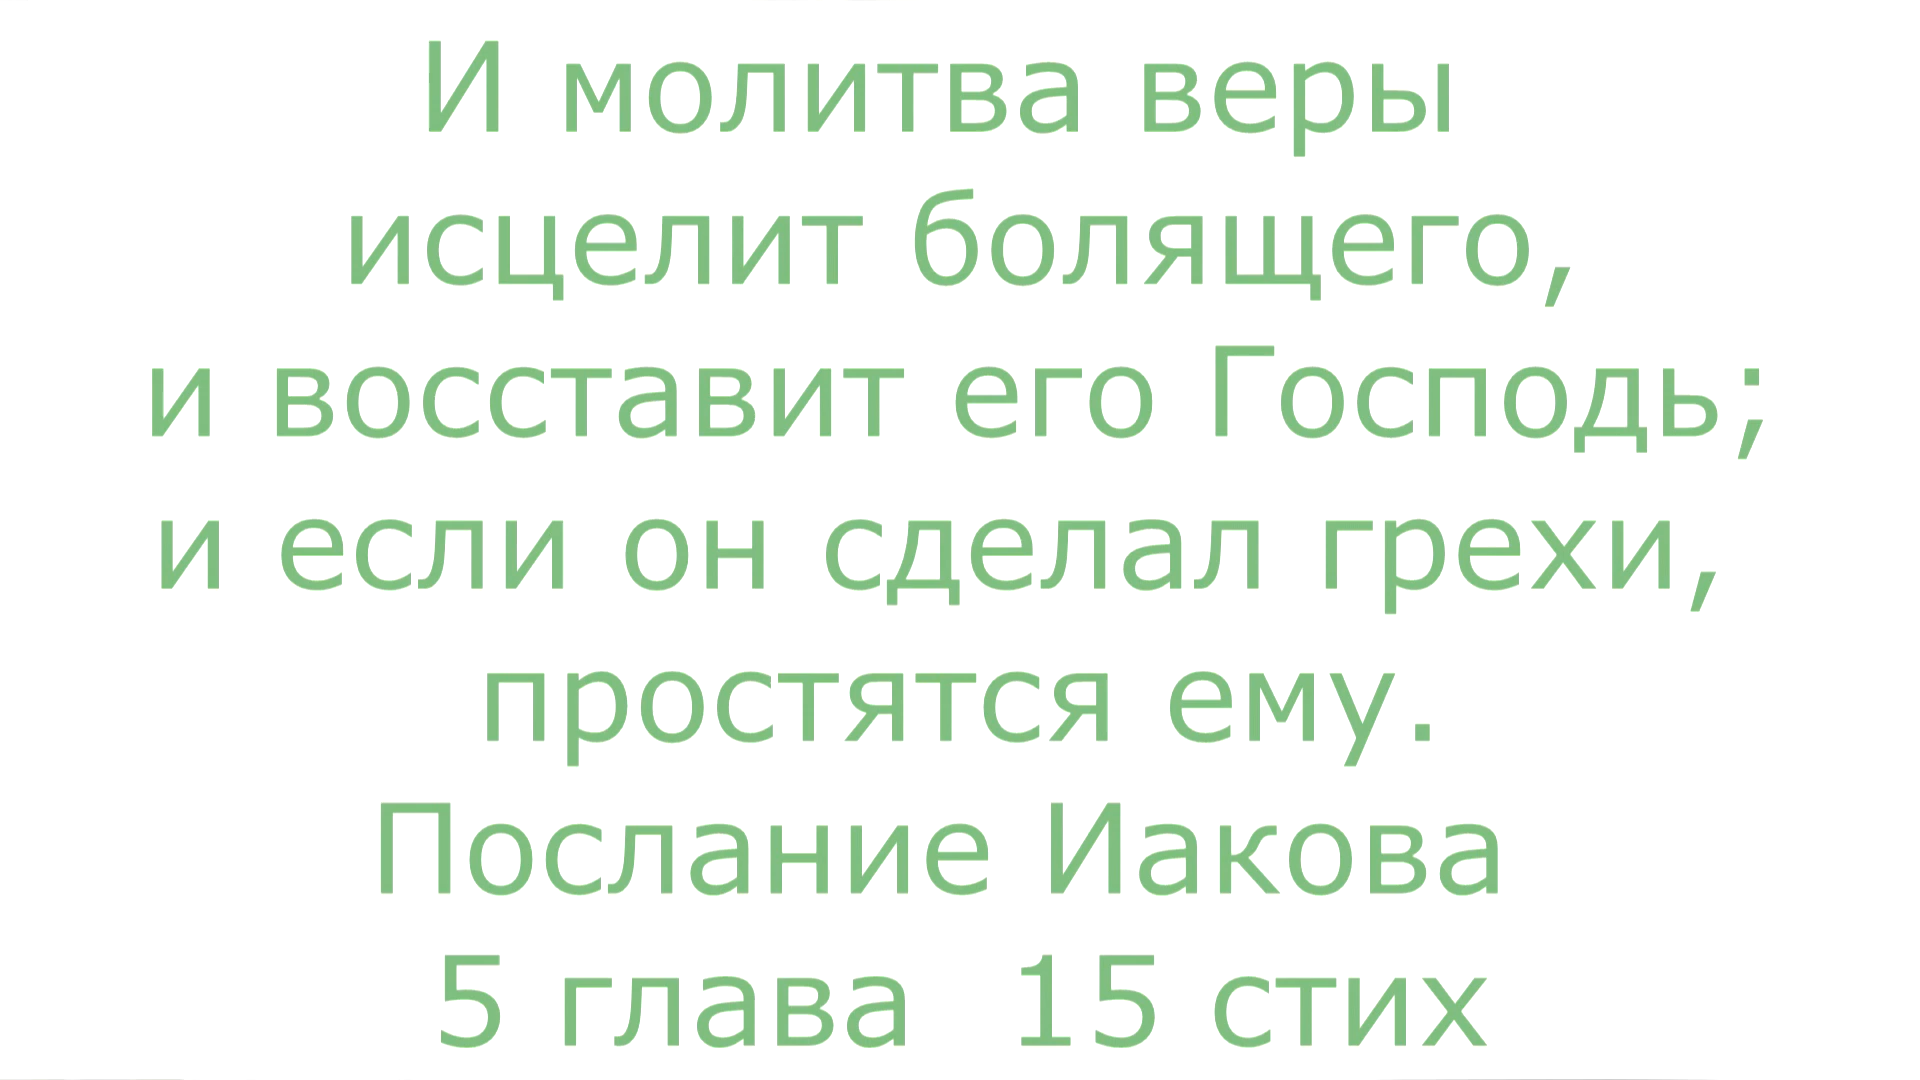 И молитва веры
исцелит болящего,
и восставит его Господь;
и если он сделал грехи,
простятся ему.
Послание Иакова
5 глава  15 стих